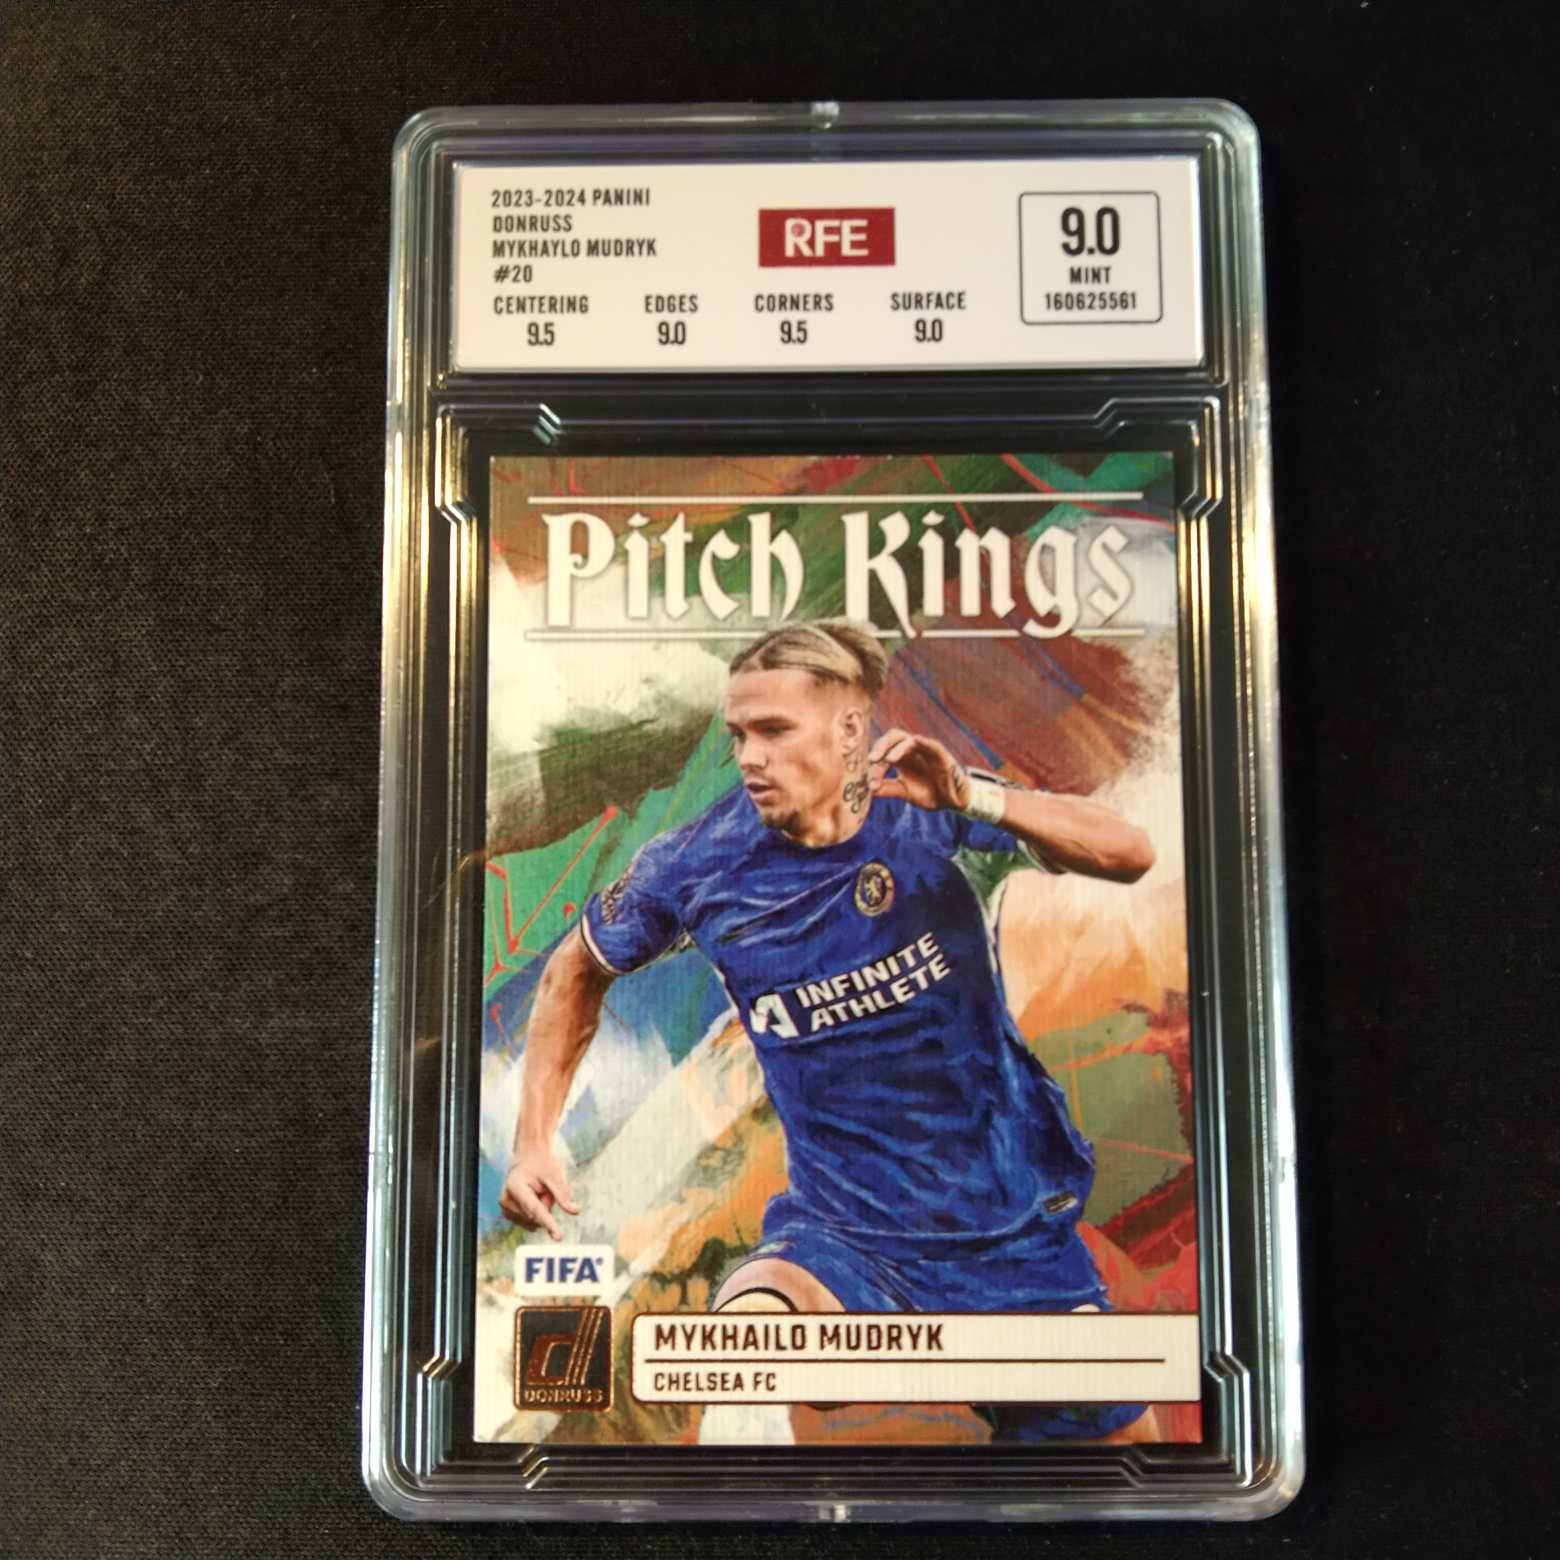 2023-2024 PANINI
DONRUSS
MYKHAYLO MUDRYK
#20
RFE
9.0
MINT
160625561
CENTERING EDGES CORNERS SURFACE
9.5 9.0 9.5 9.0
Pitch Kings
INFINITE
ATHLETE
FIFA
DONRUSS
MYKHAILO MUDRYK
CHELSEA FC